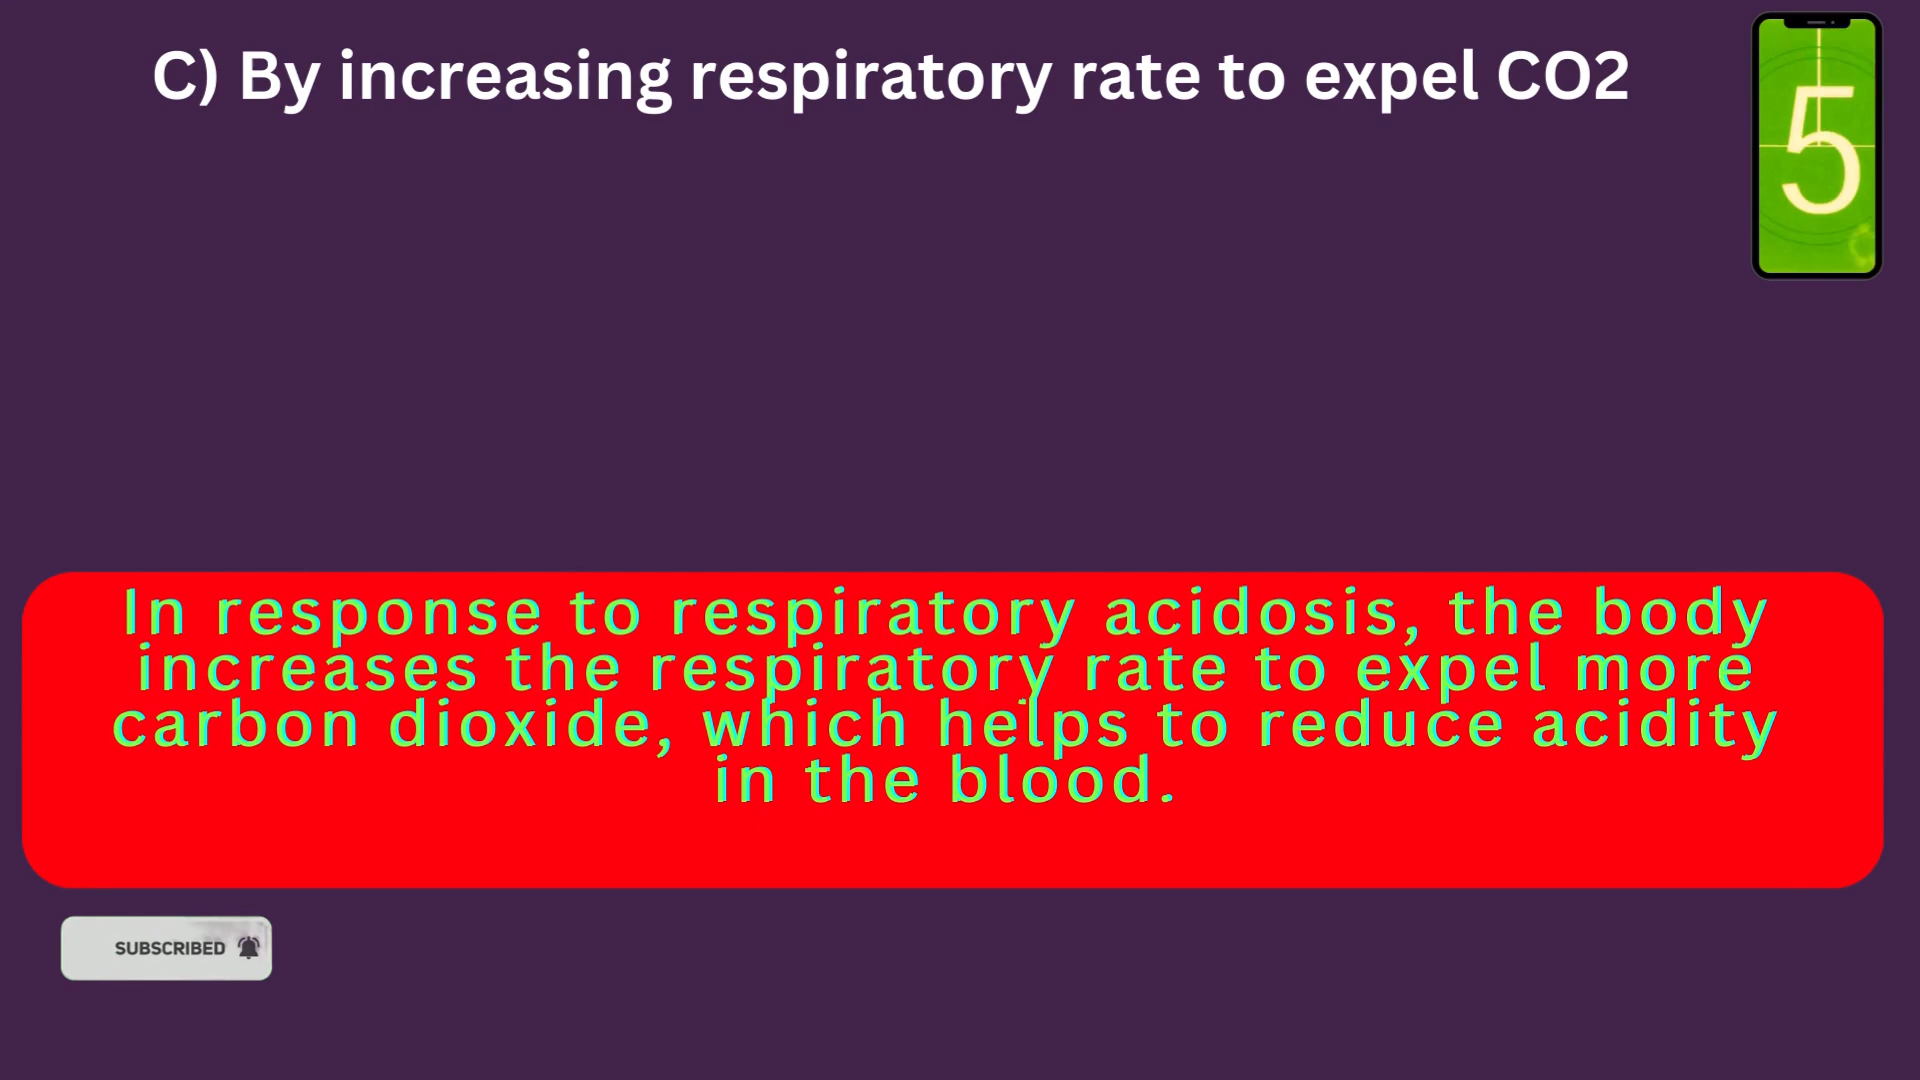 C) By increasing respiratory rate to expel CO2
5
In response to respiratory acidosis, the body
increases the respiratory rate to expel more
carbon dioxide, which helps to reduce acidity
in the blood.
SUBSCRIBED